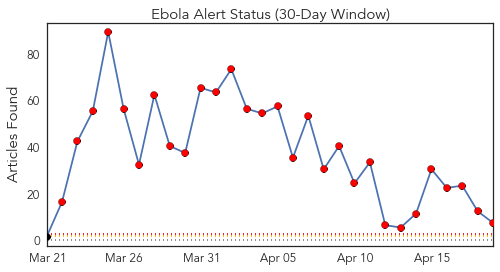 Ebola Alert Status (30-Day Window)
Articles Found
80
60
40
20
0
Mar 21
Mar 26
Mar 31
Apr 05
Apr 10
Apr 15